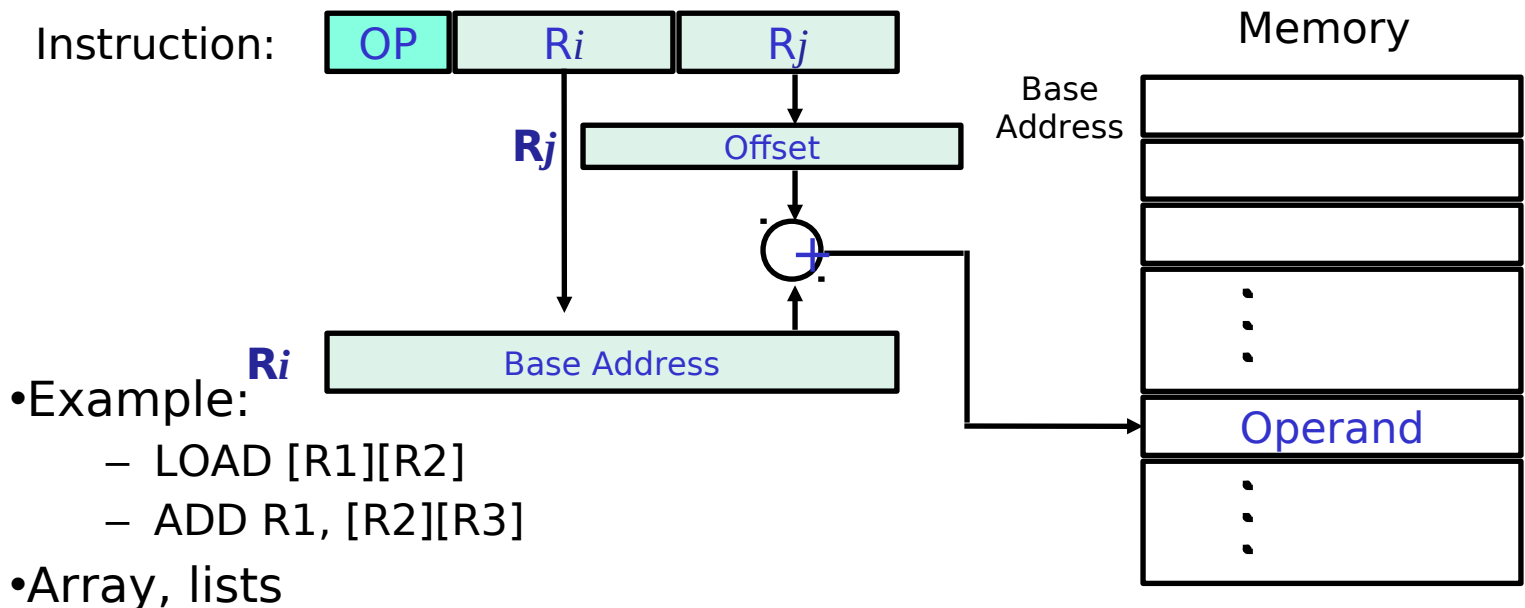 Instruction: OP Ri Rj
Memory
Base
Address
Rj Offset
+
Ri Base Address
•Example:
Operand
– LOAD [R1][R2]
– ADD R1, [R2][R3]
•Array, lists